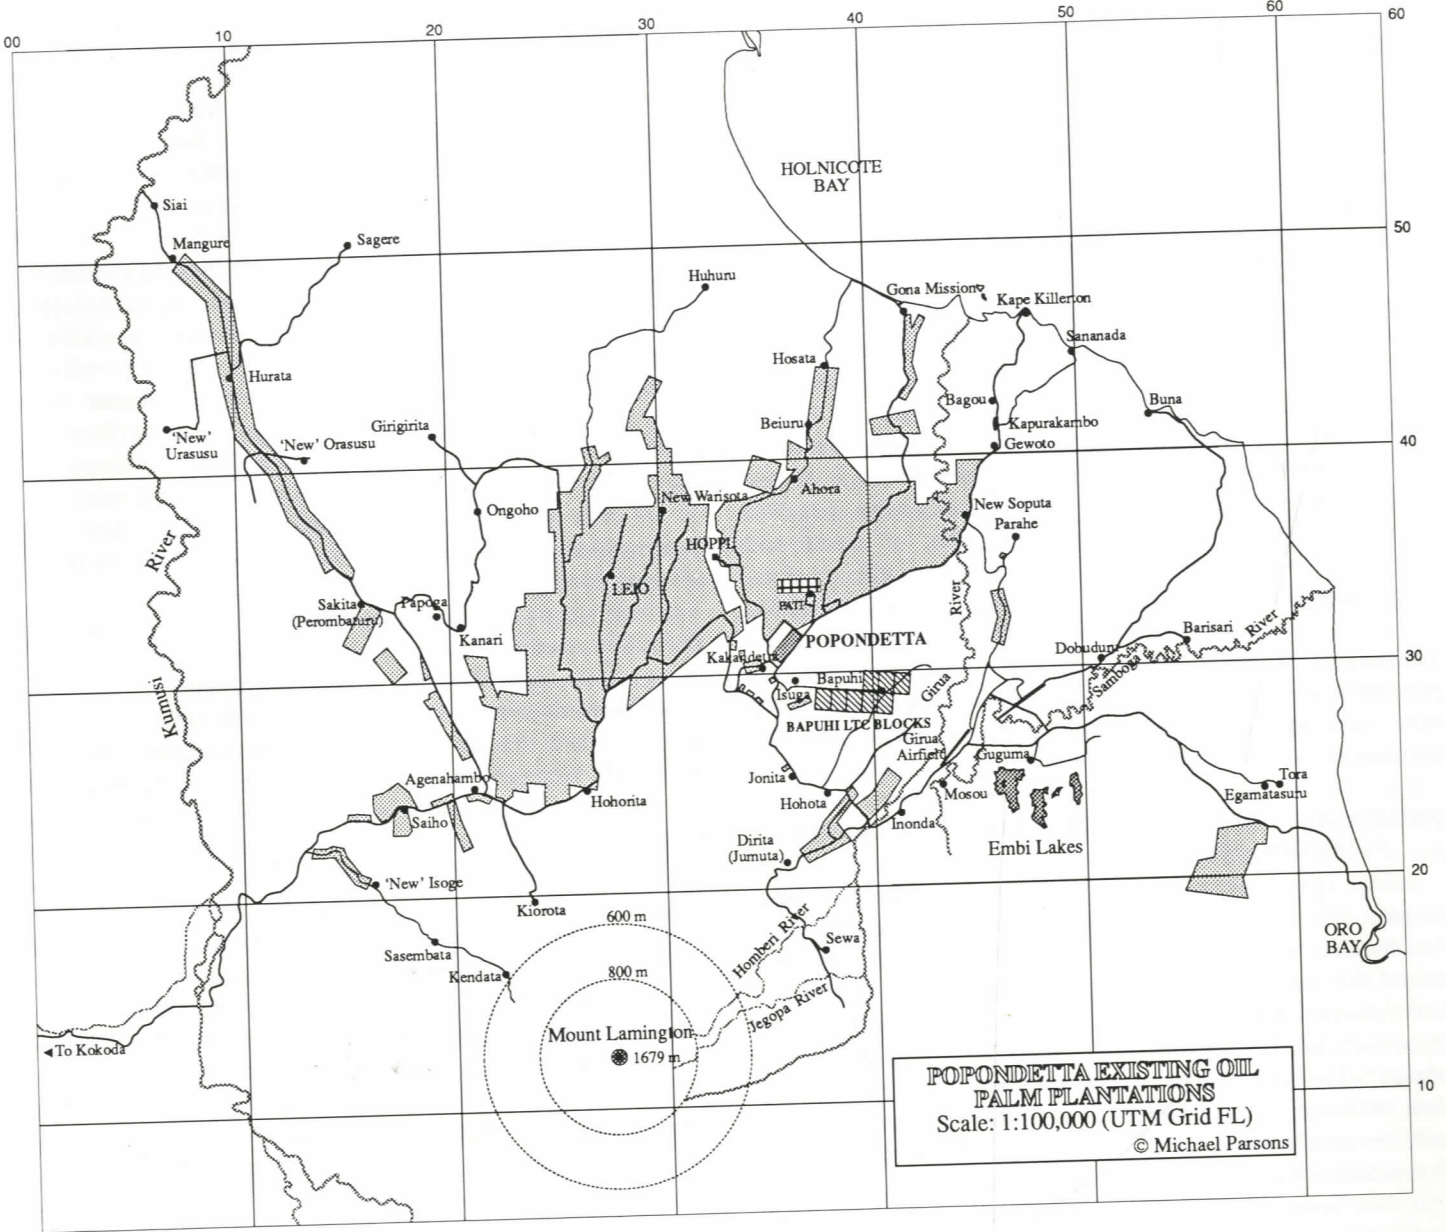 00
10
20
30
40
50
60
60
HOLNICOTE
BAY
Siai
Mangure
Sagere
50
Huhuru
Gona Mission
Kape Killerton
Sananada
Hosata
Hurata
Bagou
Buna
Girigirita
Beiuru
Kapurakambo
'New'
Urasusu
'New' Orasusu
Gewoto
40
Ahora
New Warisota
Ongoho
New Soputa
Parahe
River
HOPPL
LEIO
PATI
Sakita
(Perombaturu)
Papoga
Kanari
River
POPONDETTA
Barisari
River
Dobuduru
Samboga
30
Kakandetta
Bapuhi
Isuga
Girua
Kumusi
BAPUHI LTC BLOCKS
Girua
Airfield
Guguma
Jonita
Agenahambo
Hohorita
Hohota
Mosou
Tora
Egamatasuru
Saiho
Inonda
Dirita
(Jumuta)
Embi Lakes
'New' Isoge
20
Kiorota
600 m
ORO
BAY
Sasembata
Homberi River
Sewa
Kendata
800 m
Jegopa River
Mount Lamington
1679 m
To Kokoda
10
POPONDETTA EXISTING OIL
PALM PLANTATIONS
Scale: 1:100,000 (UTM Grid FL)
© Michael Parsons